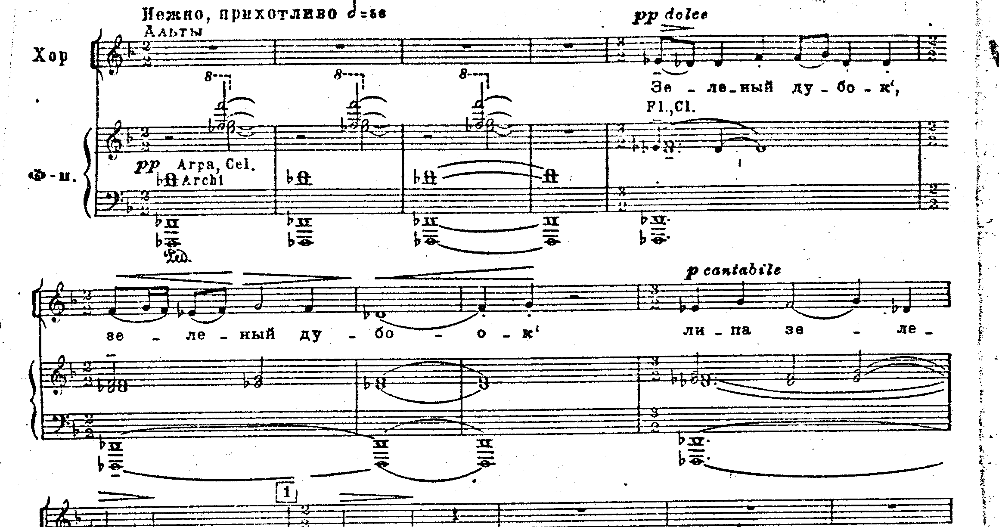 Нежно, прихотливо 𝅗𝅥=56
pp dolce
Альты
Хор
8
8
8
Зе - ле-ный ду - бо - к‘,
Fl., Cl.
pp Arpa, Cel.
Ф-п.
Archi
Ped.
p cantabile
зе - ле - ный ду - бо - о - к‘ ли - па зе - ле -
1